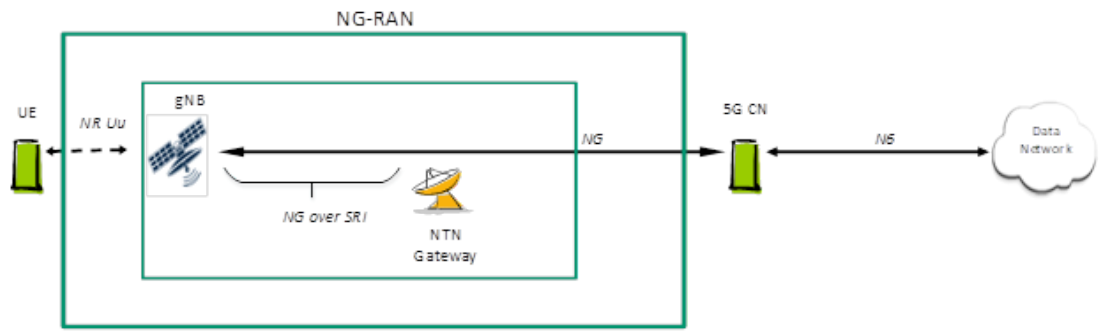 NG-RAN
UE
NR Uu
gNB
NG
5G CN
N6
Data
Network
NG over SRI
NTN
Gateway